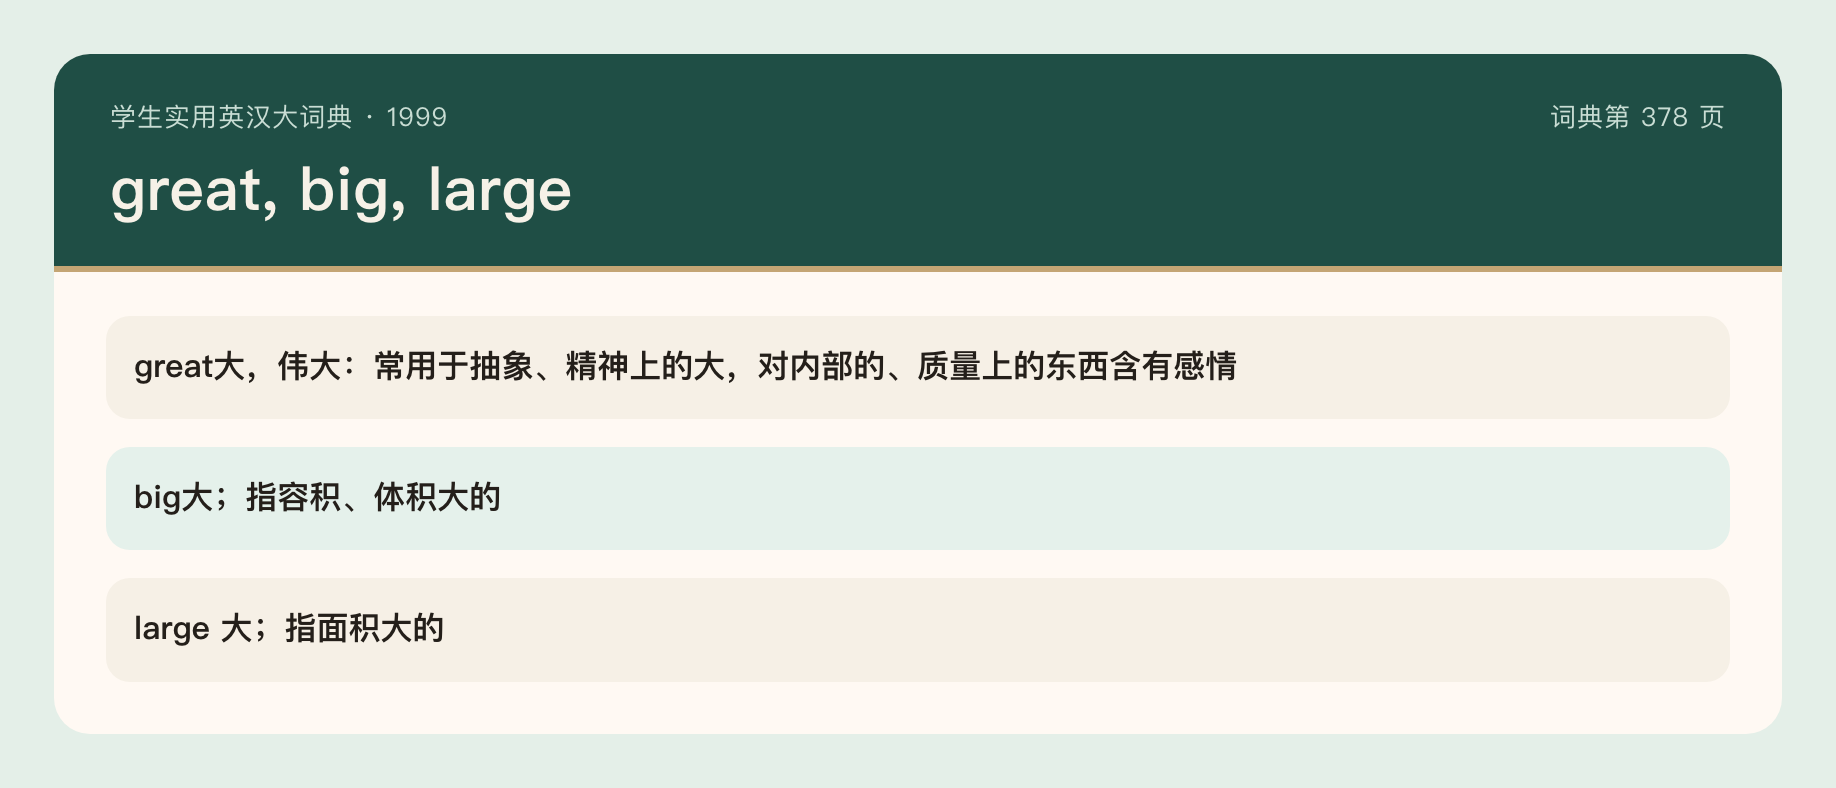 学生实用英汉大词典 · 1999
词典第 378 页
great, big, large
great大，伟大：常用于抽象、精神上的大，对内部的、质量上的东西含有感情
big大；指容积、体积大的
large 大；指面积大的